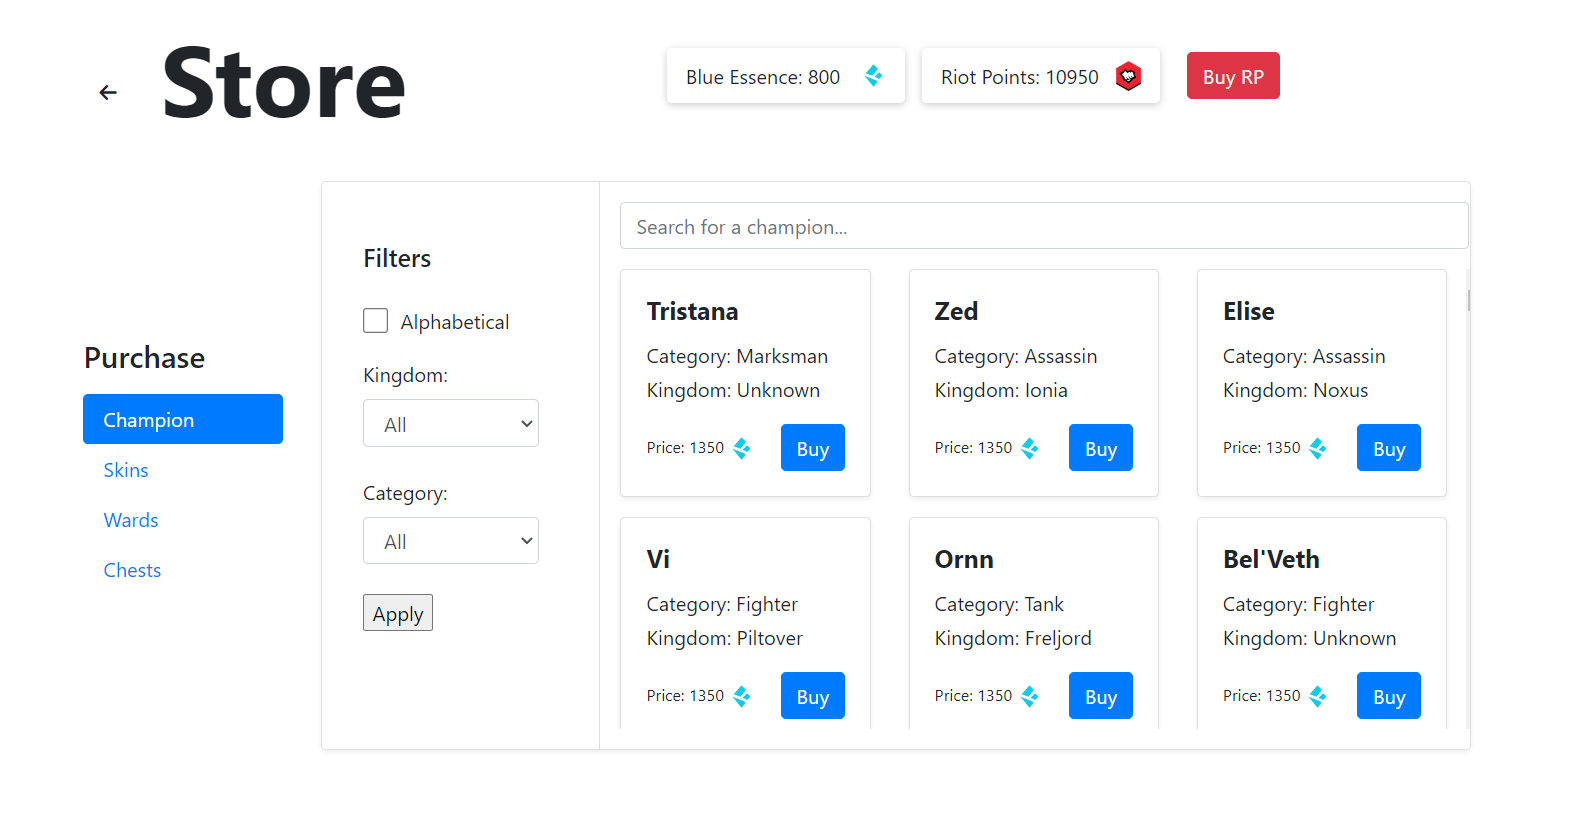 Store
Blue Essence: 800
Riot Points: 10950
Buy RP
Purchase
Champion
Skins
Wards
Chests
Filters
Alphabetical
Kingdom:
All
Category:
All
Apply
Search for a champion...
Tristana
Category: Marksman
Kingdom: Unknown
Price: 1350
Buy
Zed
Category: Assassin
Kingdom: Ionia
Price: 1350
Buy
Elise
Category: Assassin
Kingdom: Noxus
Price: 1350
Buy
Vi
Category: Fighter
Kingdom: Piltover
Price: 1350
Buy
Ornn
Category: Tank
Kingdom: Freljord
Price: 1350
Buy
Bel'Veth
Category: Fighter
Kingdom: Unknown
Price: 1350
Buy